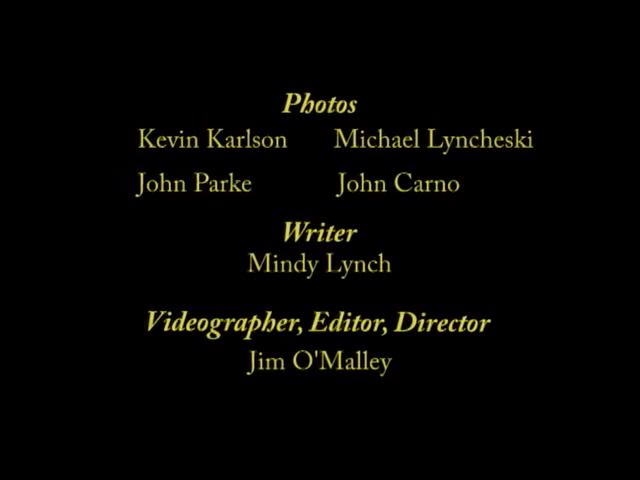 Photos
Kevin Karlson Michael Lyncheski
John Parke John Carno
Writer
Mindy Lynch
Videographer, Editor, Director
Jim O'Malley